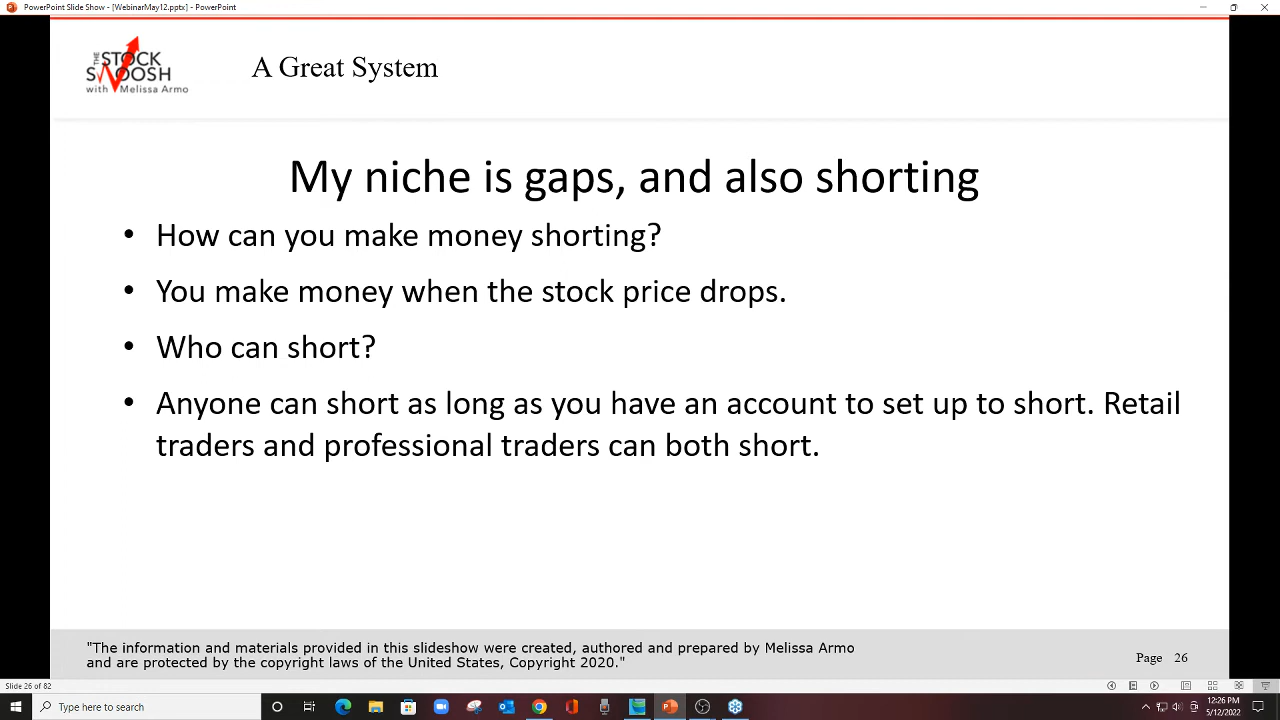 PowerPoint Slide Show - [WebinarMay12.pptx] - PowerPoint
THE STOCK
SWOOSH
with Melissa Armo
A Great System
My niche is gaps, and also shorting
• How can you make money shorting?
• You make money when the stock price drops.
• Who can short?
• Anyone can short as long as you have an account to set up to short. Retail
traders and professional traders can both short.
"The information and materials provided in this slideshow were created, authored and prepared by Melissa Armo
and are protected by the copyright laws of the United States, Copyright 2020."
Page 26
Slide 26 of 82
Type here to search
12:26 PM
5/12/2022